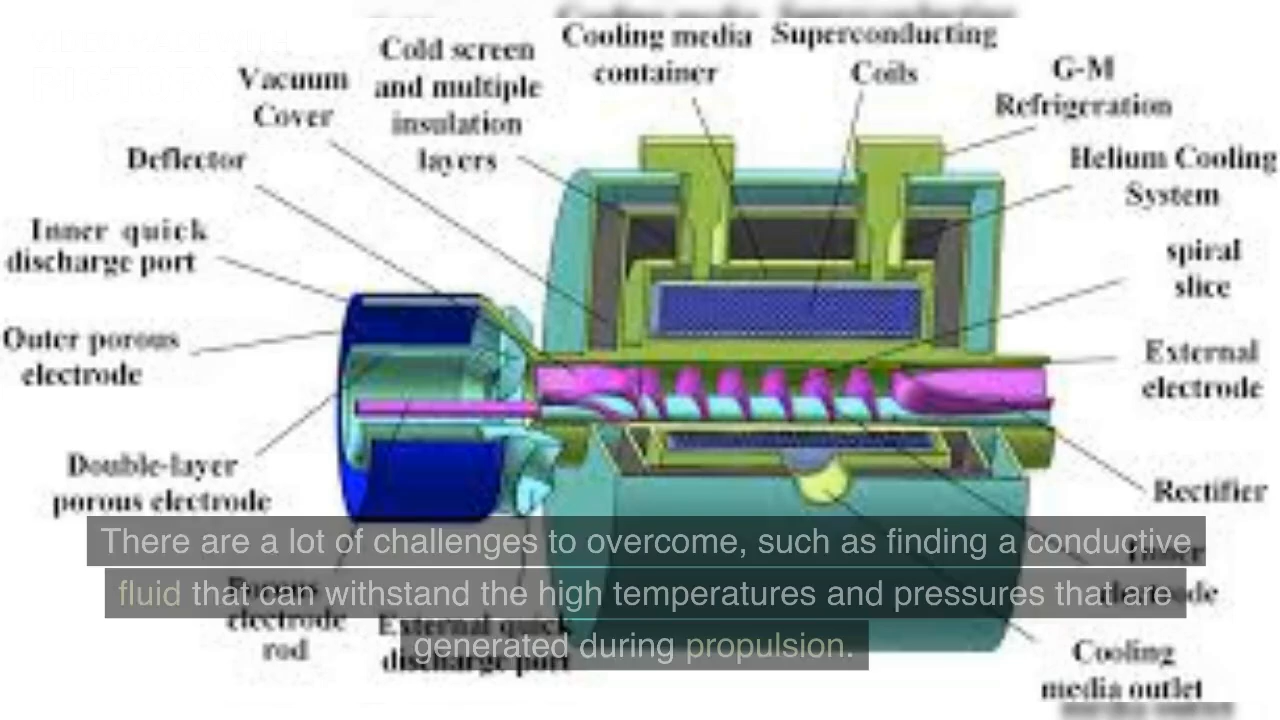 Cold screen
and multiple
insulation
layers
Cooling media
container
Superconducting
Coils
G-M
Refrigeration
Vacuum
Cover
Deflector
Helium Cooling
System
Inner quick
discharge port
spiral
slice
Outer porous
electrode
External
electrode
Double-layer
porous electrode
Rectifier
There are a lot of challenges to overcome, such as finding a conductive
fluid that can withstand the high temperatures and pressures that are
generated during propulsion.
Porous
electrode
rod
External quick
discharge port
Inner
electrode
Cooling
media outlet